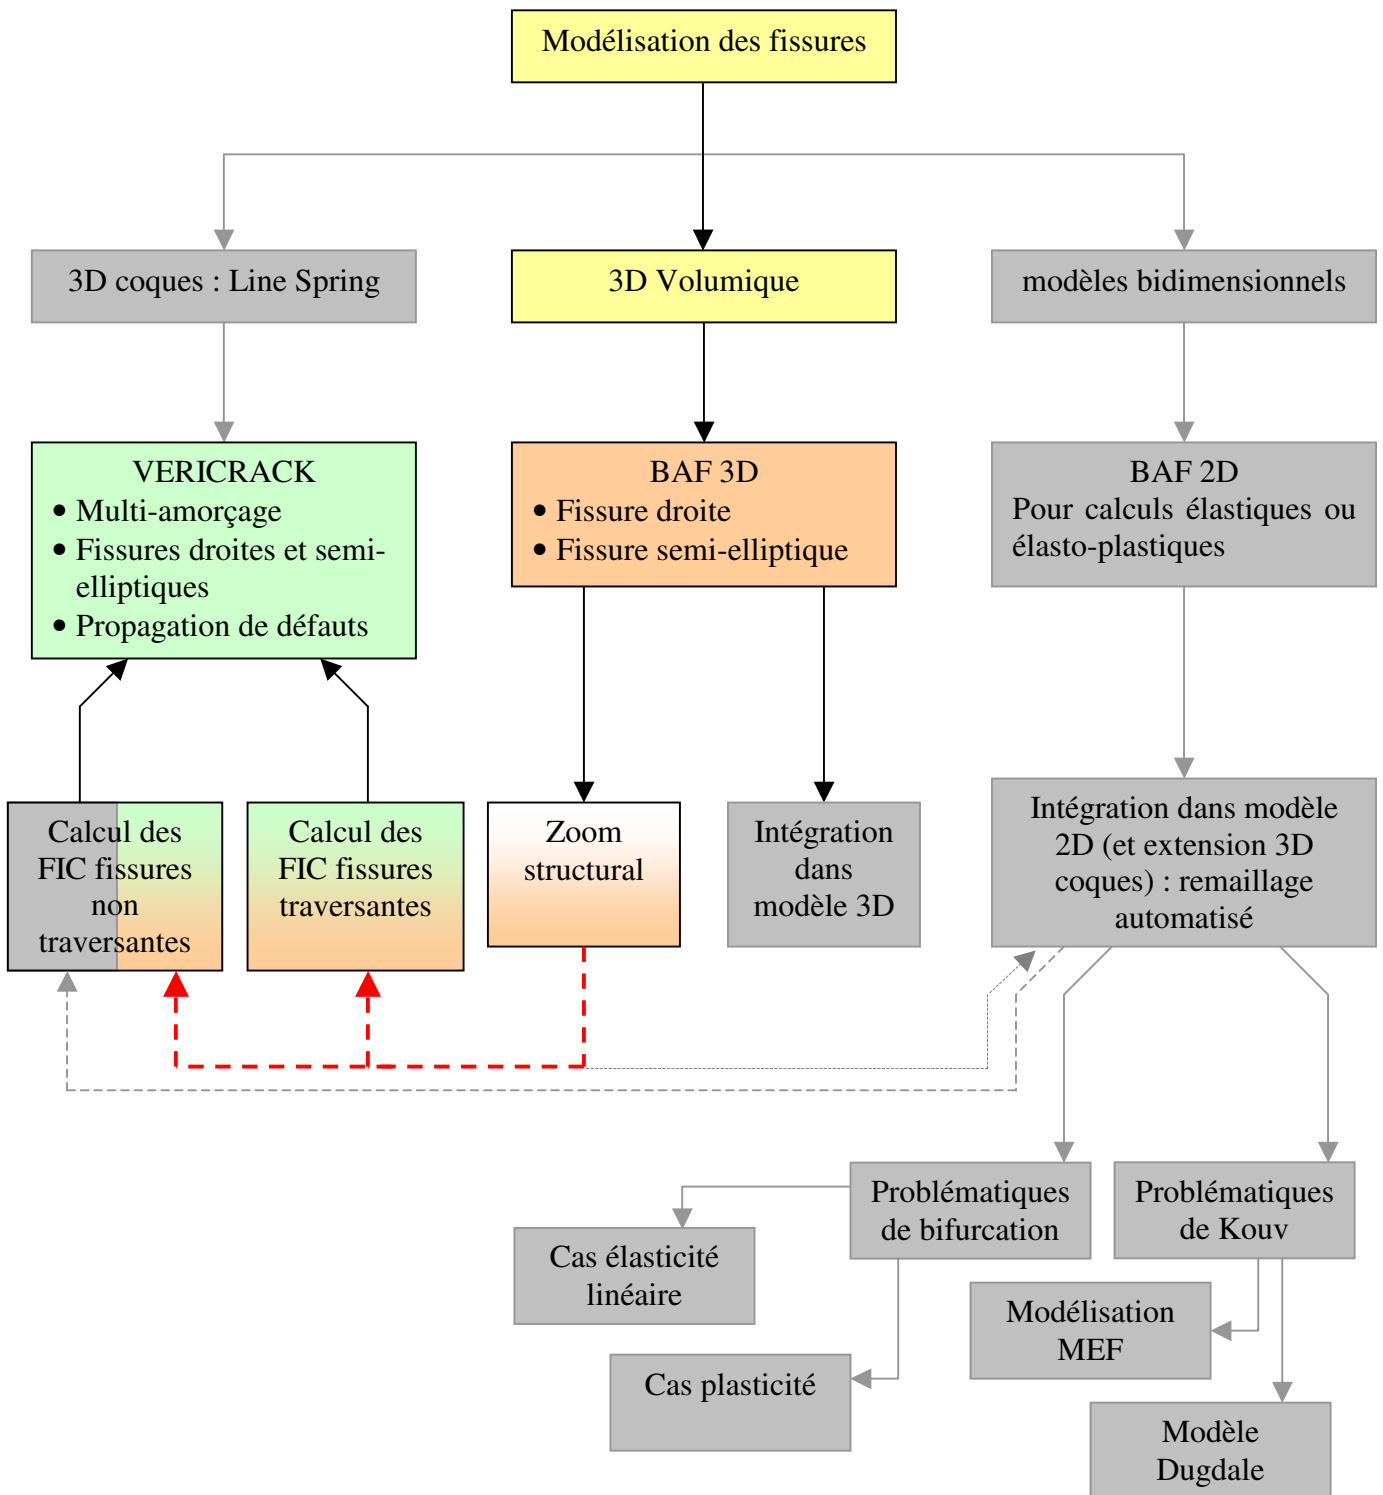 Modélisation des fissures
3D coques : Line Spring
3D Volumique
modèles bidimensionnels
VERICRACK
• Multi-amorçage
• Fissures droites et semi-
elliptiques
• Propagation de défauts
BAF 3D
• Fissure droite
• Fissure semi-elliptique
BAF 2D
Pour calculs élastiques ou
élasto-plastiques
Calcul des
FIC fissures
non
traversantes
Calcul des
FIC fissures
traversantes
Zoom
structural
Intégration
dans
modèle 3D
Intégration dans modèle
2D (et extension 3D
coques) : remaillage
automatisé
Problématiques
de bifurcation
Problématiques
de Kouv
Cas élasticité
linéaire
Modélisation
MEF
Cas plasticité
Modèle
Dugdale